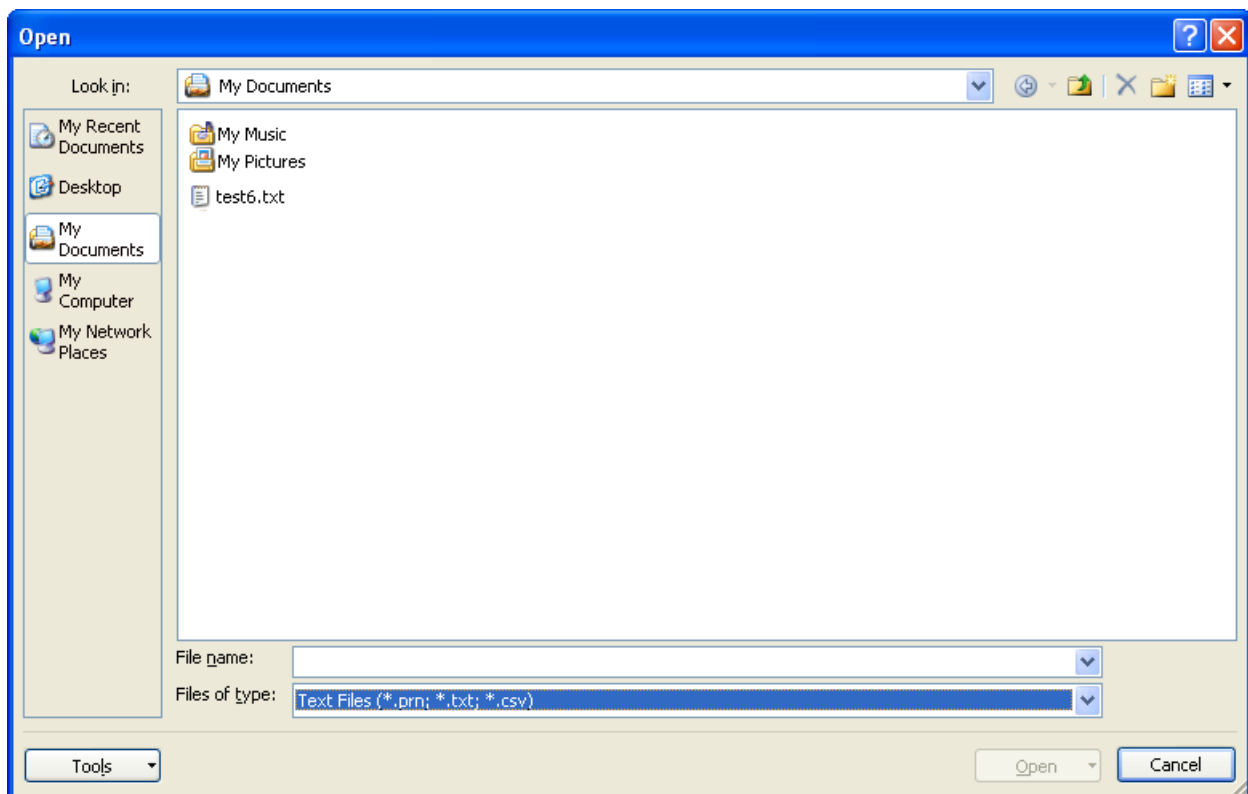 Open
Look in:
My Documents
My Recent
Documents
Desktop
My
Documents
My
Computer
My Network
Places
My Music
My Pictures
test6.txt
File name:
Files of type:
Text Files (*.prn; *.txt; *.csv)
Tools
Open
Cancel